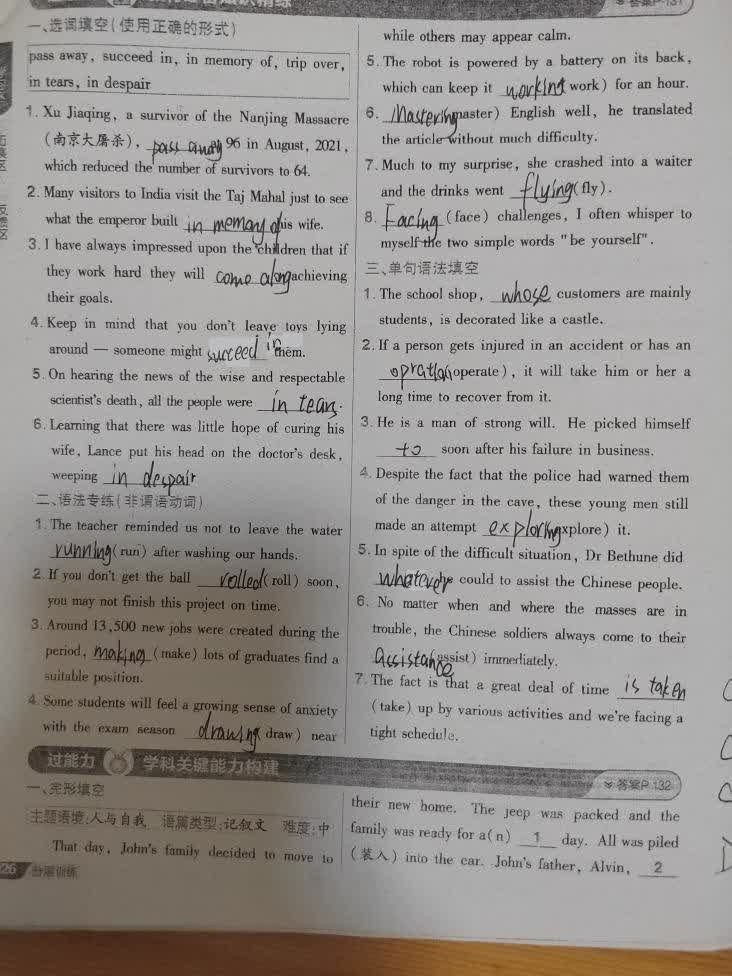 答案P.131
一、选词填空(使用正确的形式)
pass away, succeed in, in memory of, trip over,
in tears, in despair
1. Xu Jiaqing, a survivor of the Nanjing Massacre
(南京大屠杀), pass away 96 in August, 2021,
which reduced the number of survivors to 64.
2. Many visitors to India visit the Taj Mahal just to see
what the emperor built in memory of his wife.
3. I have always impressed upon the children that if
they work hard they will come along achieving
their goals.
4. Keep in mind that you don't leave toys lying
around — someone might succeed in them.
5. On hearing the news of the wise and respectable
scientist's death, all the people were in tears.
6. Learning that there was little hope of curing his
wife, Lance put his head on the doctor's desk,
weeping in despair
二、语法专练(非谓语动词)
1. The teacher reminded us not to leave the water
running (run) after washing our hands.
2. If you don't get the ball rolled (roll) soon,
you may not finish this project on time.
3. Around 13,500 new jobs were created during the
period, making (make) lots of graduates find a
suitable position.
4. Some students will feel a growing sense of anxiety
with the exam season drawing draw) near
while others may appear calm.
5. The robot is powered by a battery on its back,
which can keep it working work) for an hour.
6. Mastering master) English well, he translated
the article without much difficulty.
7. Much to my surprise, she crashed into a waiter
and the drinks went flying (fly).
8. Facing (face) challenges, I often whisper to
myself the two simple words "be yourself".
三、单句语法填空
1. The school shop, whose customers are mainly
students, is decorated like a castle.
2. If a person gets injured in an accident or has an
opration (operate), it will take him or her a
long time to recover from it.
3. He is a man of strong will. He picked himself
to soon after his failure in business.
4. Despite the fact that the police had warned them
of the danger in the cave, these young men still
made an attempt exploring explore) it.
5. In spite of the difficult situation, Dr Bethune did
whatever he could to assist the Chinese people.
6. No matter when and where the masses are in
trouble, the Chinese soldiers always come to their
Assistance assist) immediately.
7. The fact is that a great deal of time is taken
(take) up by various activities and we're facing a
tight schedule.
过能力 学科关键能力构建
答案P.132
一、完形填空
主题语境:人与自我 语篇类型:记叙文 难度:中
That day, John's family decided to move to
their new home. The jeep was packed and the
family was ready for a(n) 1 day. All was piled
(装入) into the car. John's father, Alvin, 2
26 分层训练